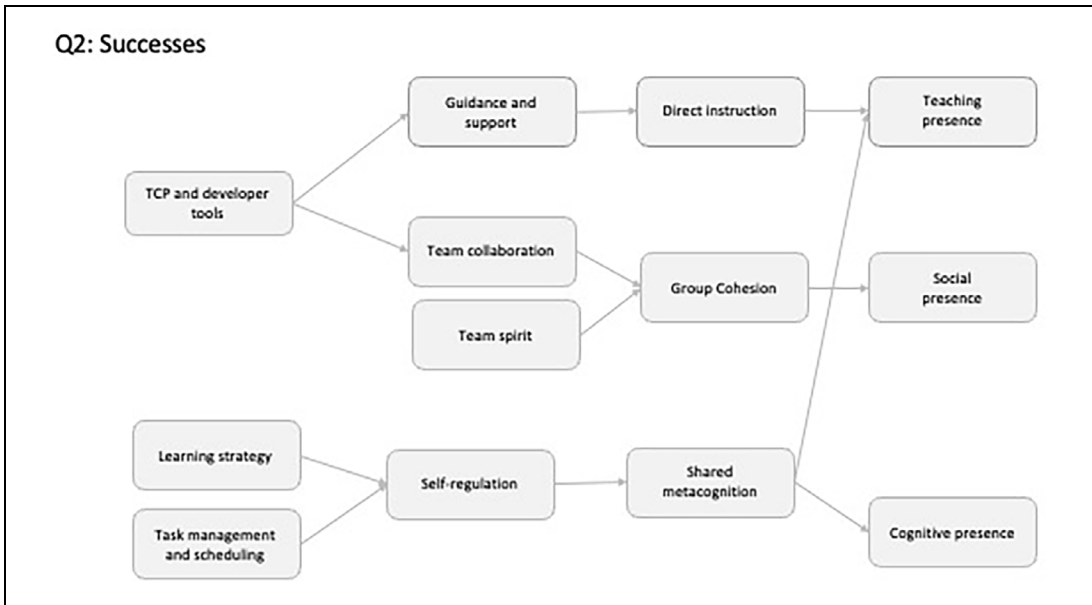 Q2: Successes
Guidance and
support
Direct instruction
Teaching
presence
TCP and developer
tools
Team collaboration
Group Cohesion
Social
presence
Team spirit
Learning strategy
Self-regulation
Shared
metacognition
Task management
and scheduling
Cognitive presence